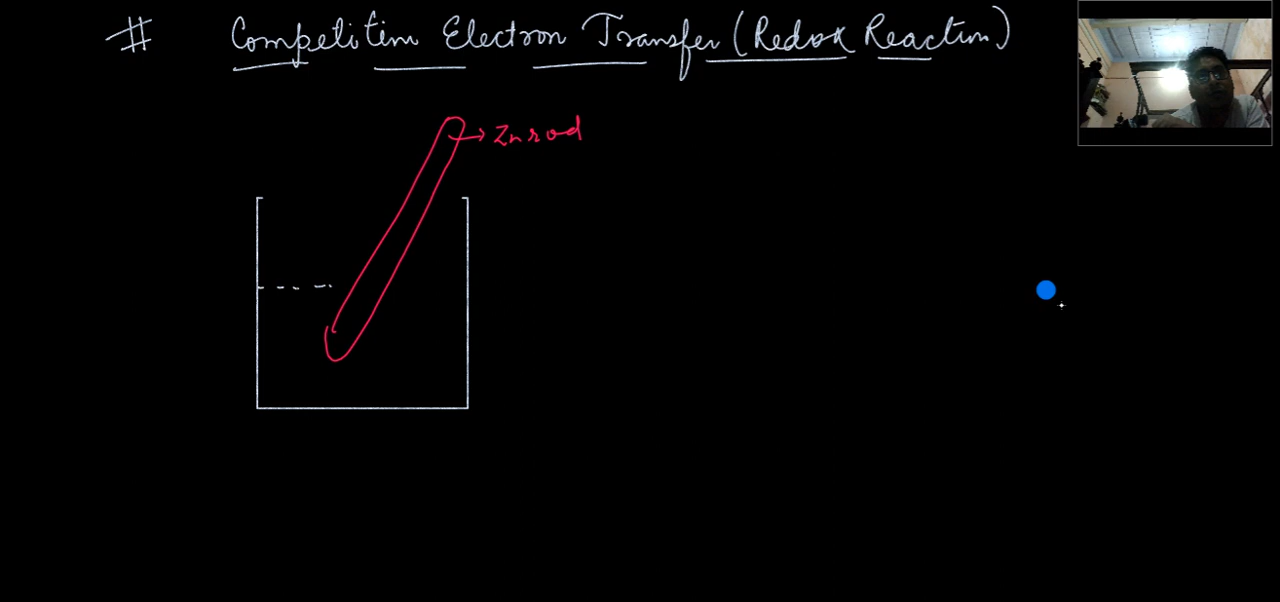 # Competition Electron Transfer (Redox Reaction)
→ Zn rod